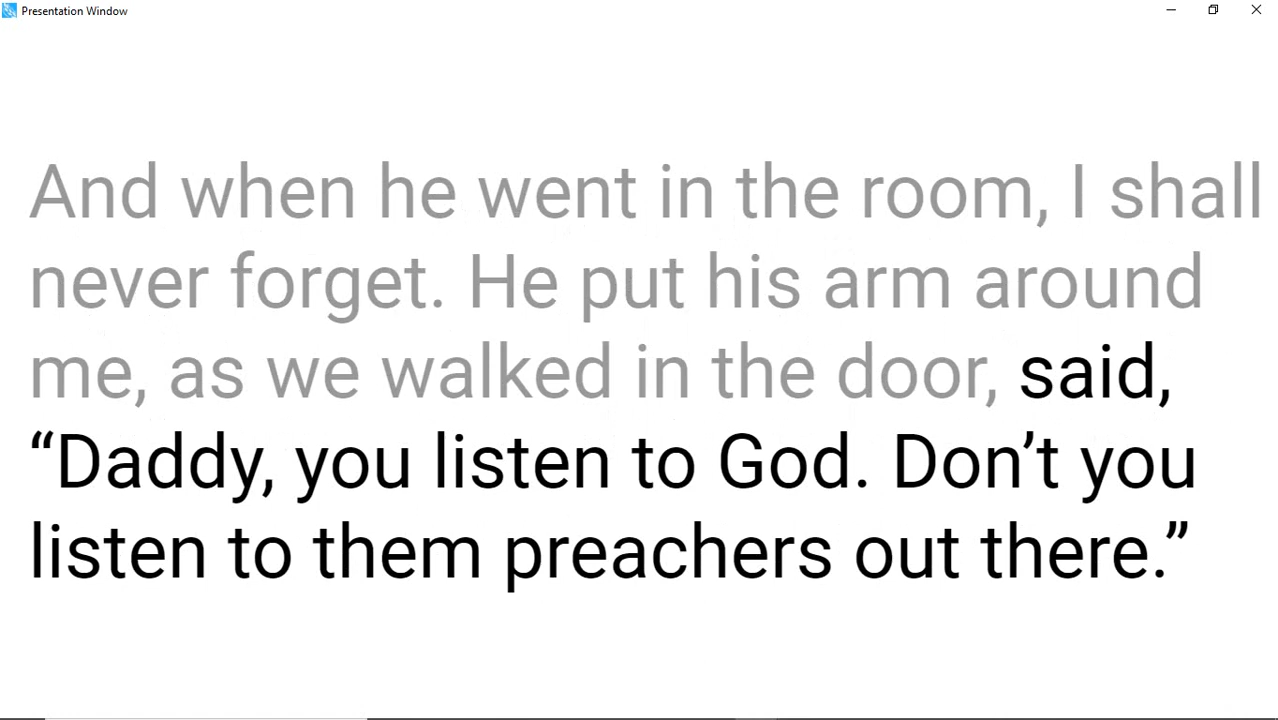 Presentation Window
And when he went in the room, I shall
never forget. He put his arm around
me, as we walked in the door, said,
“Daddy, you listen to God. Don’t you
listen to them preachers out there.”